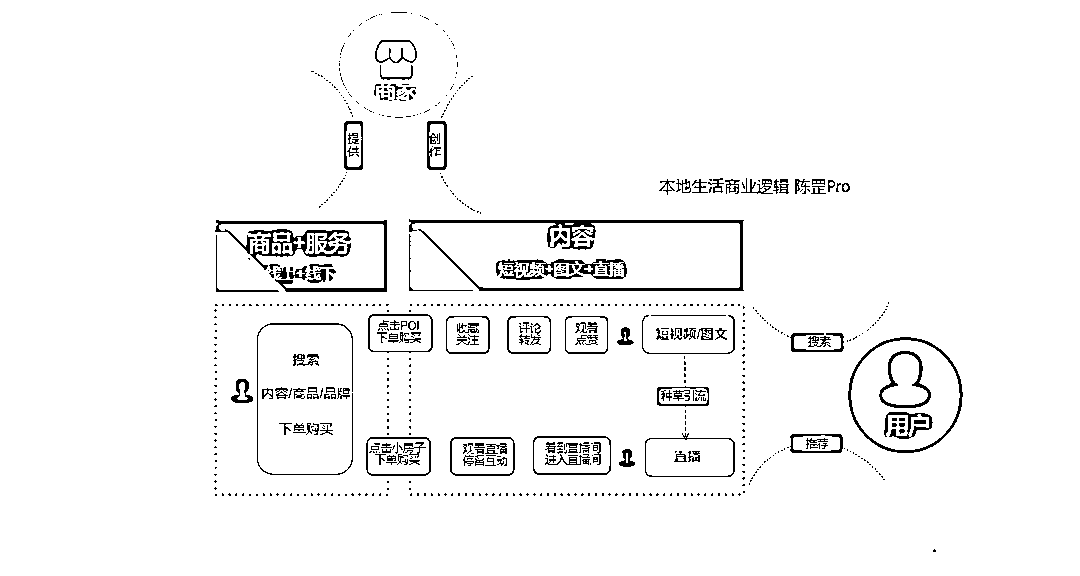 商家
提供
创作
本地生活商业逻辑 陈罡Pro
商品+服务
线上+线下
内容
短视频+图文+直播
点击POI
下单购买
收藏
关注
评论
转发
观看
点赞
短视频/图文
搜索
内容/商品/品牌
下单购买
种草引流
点击小房子
下单购买
观看直播
停留互动
看到直播间
进入直播间
直播
搜索
用户
推荐